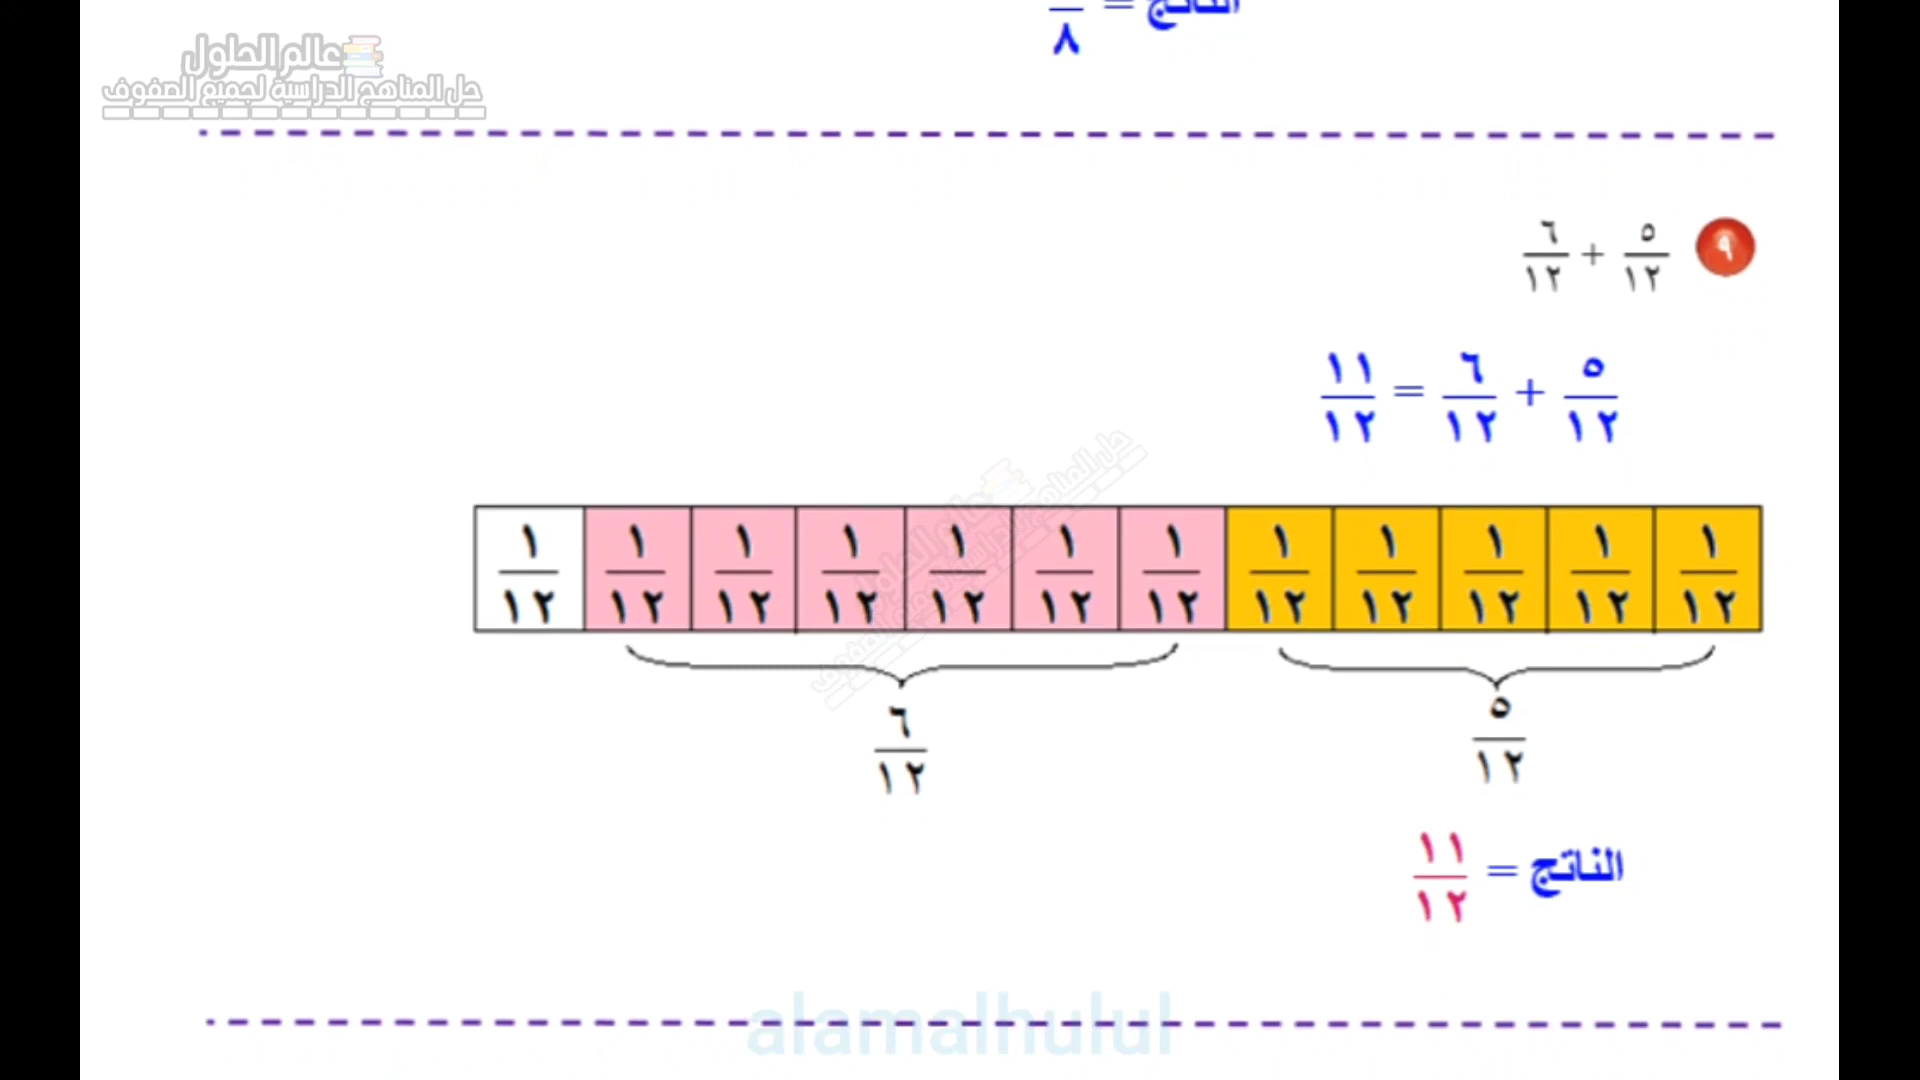 الناتج = ــ
٨
عالم الحلول
حل المناهج الدراسية لجميع الصفوف
٩ ٥/١٢ + ٦/١٢
٥/١٢ + ٦/١٢ = ١١/١٢
١/١٢ ١/١٢ ١/١٢ ١/١٢ ١/١٢ ١/١٢ ١/١٢ ١/١٢ ١/١٢ ١/١٢ ١/١٢ ١/١٢
٥/١٢ ٦/١٢
الناتج = ١١/١٢
alamalhulul